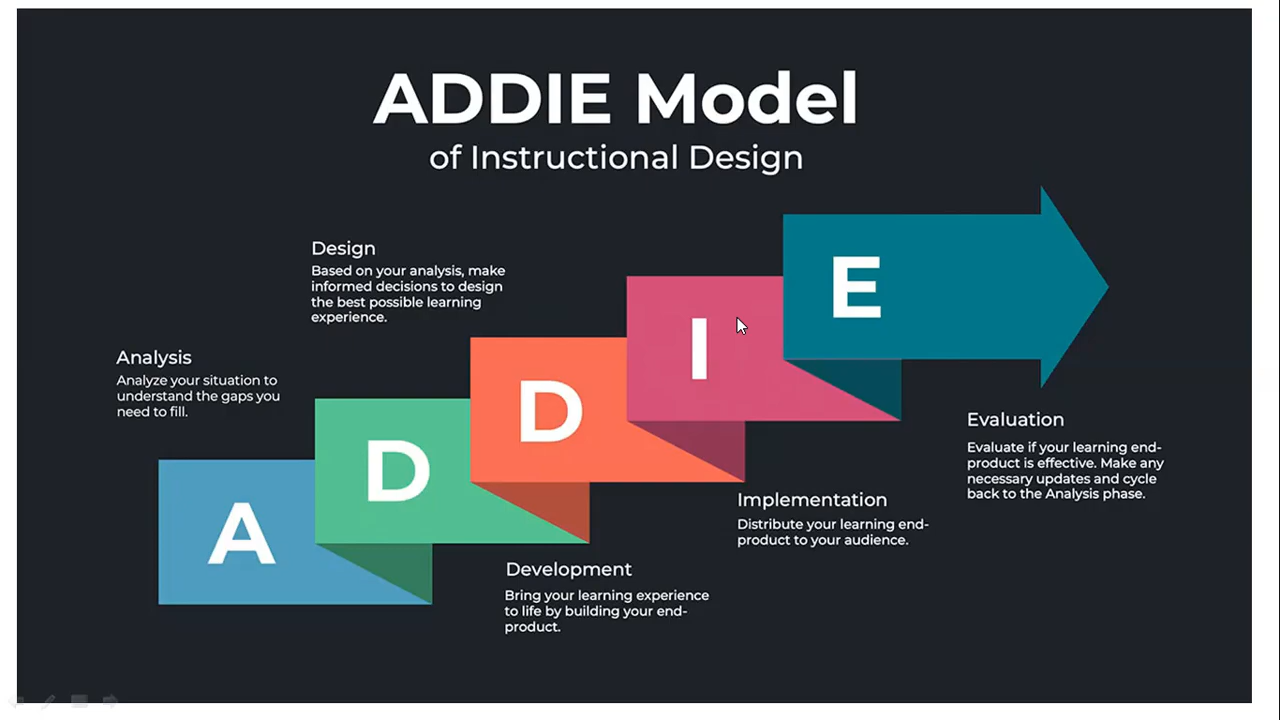 ADDIE Model
of Instructional Design
Design
Based on your analysis, make
informed decisions to design
the best possible learning
experience.
Analysis
Analyze your situation to
understand the gaps you
need to fill.
A
D
D
I
E
Evaluation
Evaluate if your learning end-
product is effective. Make any
necessary updates and cycle
back to the Analysis phase.
Implementation
Distribute your learning end-
product to your audience.
Development
Bring your learning experience
to life by building your end-
product.